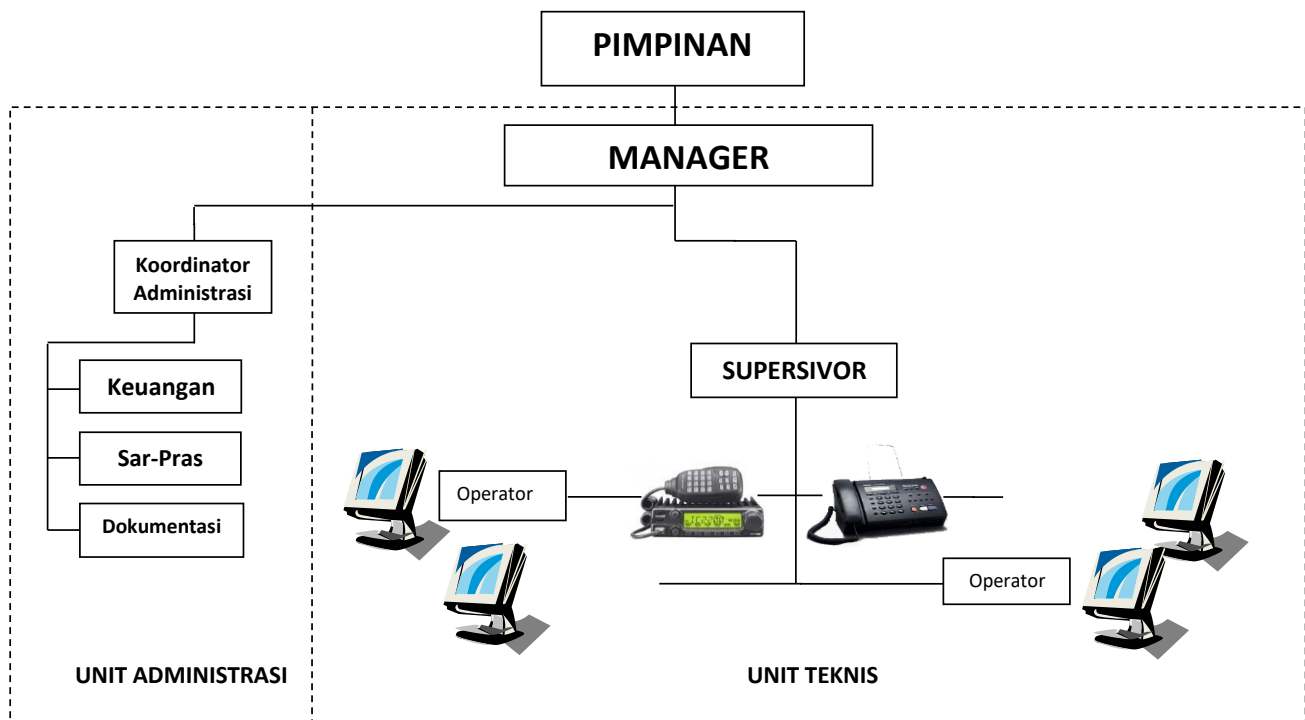 PIMPINAN
MANAGER
Koordinator
Administrasi
Keuangan
Sar-Pras
Dokumentasi
SUPERSIVOR
Operator
Operator
UNIT ADMINISTRASI
UNIT TEKNIS